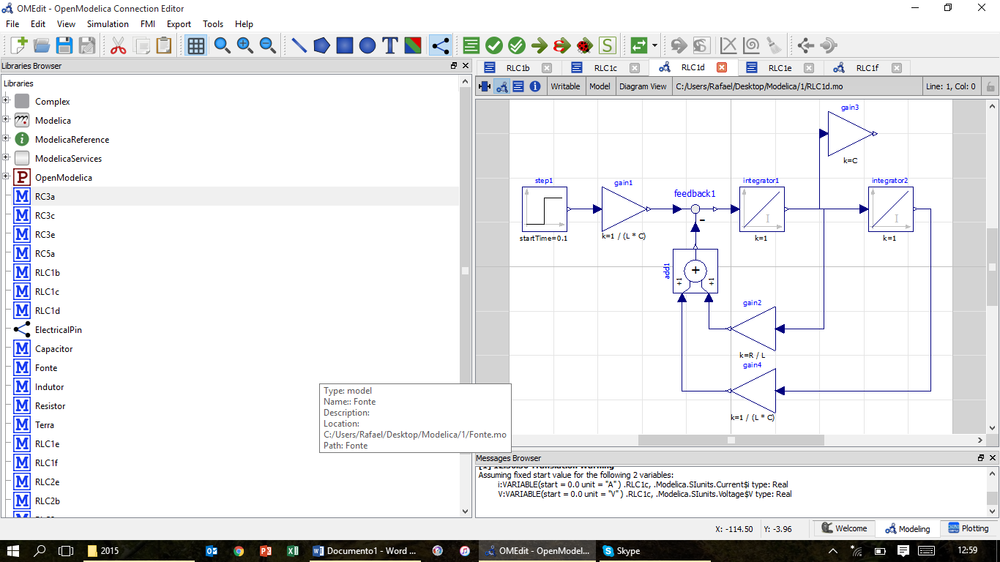 OMEdit - OpenModelica Connection Editor
File Edit View Simulation FMI Export Tools Help
Libraries Browser
Libraries
Complex
Modelica
ModelicaReference
ModelicaServices
OpenModelica
RC3a
RC3c
RC3e
RC5a
RLC1b
RLC1c
RLC1d
ElectricalPin
Capacitor
Fonte
Indutor
Resistor
Terra
RLC1e
RLC1f
RLC2e
RLC2b
Type: model
Name:: Fonte
Description:
Location:
C:/Users/Rafael/Desktop/Modelica/1/Fonte.mo
Path: Fonte
RLC1b RLC1c RLC1d RLC1e RLC1f
Writable Model Diagram View C:/Users/Rafael/Desktop/Modelica/1/RLC1d.mo Line: 1, Col: 0
gain3
k=C
step1 gain1 feedback1 integrator1 integrator2
I I
-
startTime=0.1 k=1 / (L * C) k=1 k=1
add1
+
+1 +1
gain2
k=R / L
gain4
k=1 / (L * C)
Messages Browser
[1] 12:56:36 Translation Warning
Assuming fixed start value for the following 2 variables:
i:VARIABLE(start = 0.0 unit = "A" ) .RLC1c, .Modelica.SIunits.Current$i type: Real
V:VARIABLE(start = 0.0 unit = "V" ) .RLC1c, .Modelica.SIunits.Voltage$V type: Real
X: -114.50 Y: -3.96 Welcome Modeling Plotting
2015 Documento1 - Word ... OMEdit - OpenModel... Skype 12:59